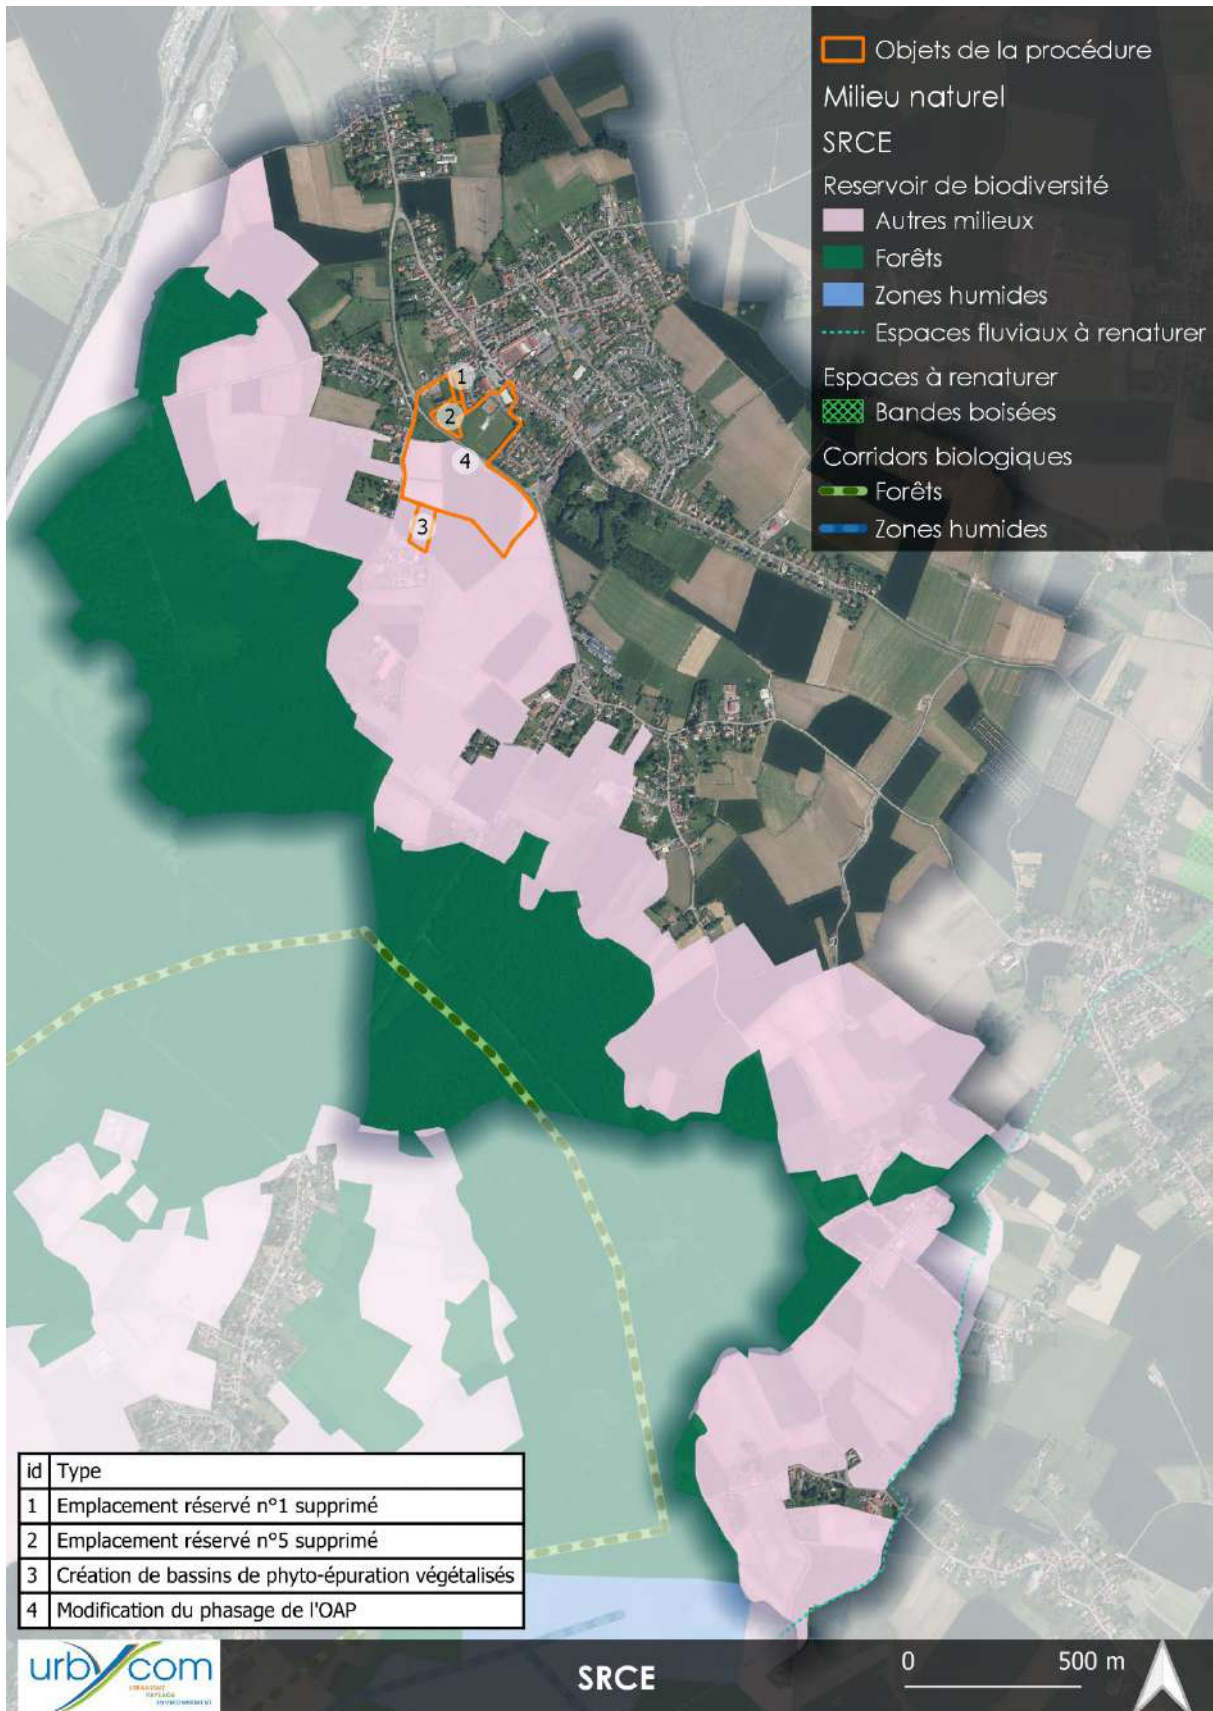 Objets de la procédure
Milieu naturel
SRCE
Reservoir de biodiversité
Autres milieux
Forêts
Zones humides
Espaces fluviaux à renaturer
Espaces à renaturer
Bandes boisées
Corridors biologiques
Forêts
Zones humides
1
2
4
3
id Type
1 Emplacement réservé n°1 supprimé
2 Emplacement réservé n°5 supprimé
3 Création de bassins de phyto-épuration végétalisés
4 Modification du phasage de l'OAP
urbycom
URBANISME
PAYSAGE
ENVIRONNEMENT
SRCE
0 500 m